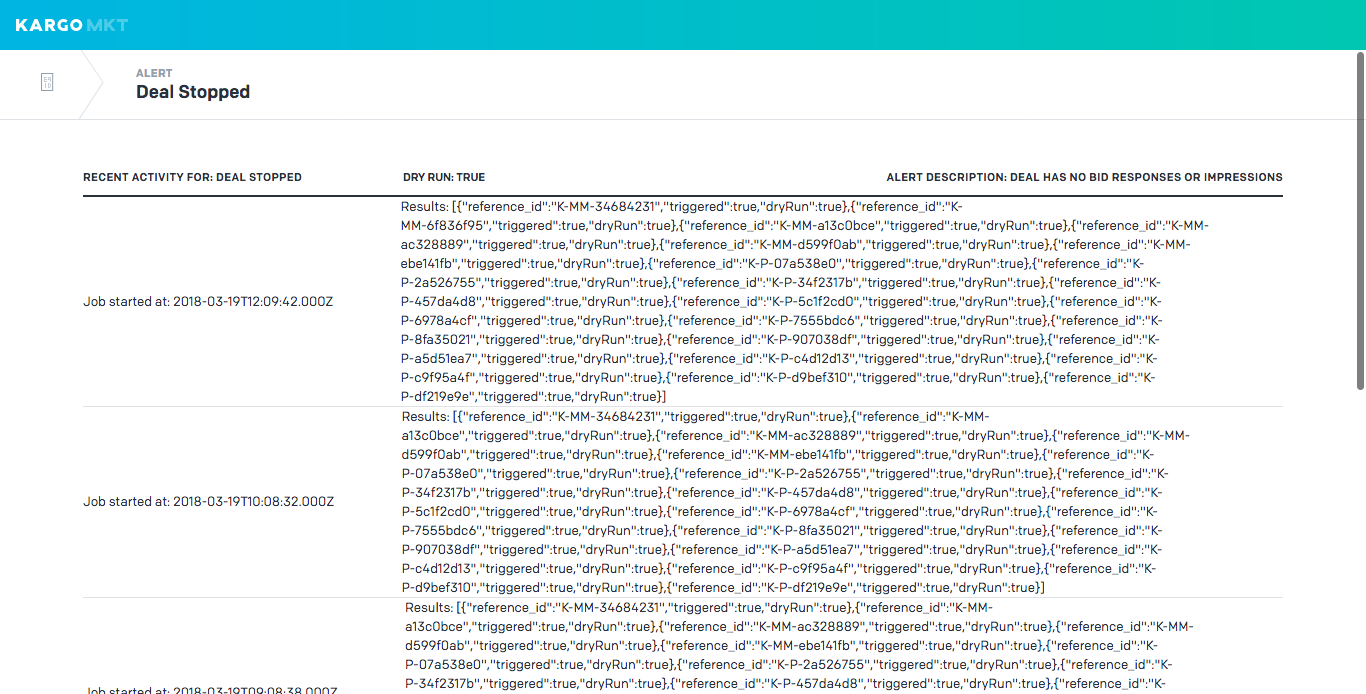 KARGO MKT
ALERT
Deal Stopped
RECENT ACTIVITY FOR: DEAL STOPPED DRY RUN: TRUE ALERT DESCRIPTION: DEAL HAS NO BID RESPONSES OR IMPRESSIONS
Job started at: 2018-03-19T12:09:42.000Z
Results: [{"reference_id":"K-MM-34684231","triggered":true,"dryRun":true},{"reference_id":"K-
MM-6f836f95","triggered":true,"dryRun":true},{"reference_id":"K-MM-a13c0bce","triggered":true,"dryRun":true},{"reference_id":"K-MM-
ac328889","triggered":true,"dryRun":true},{"reference_id":"K-MM-d599f0ab","triggered":true,"dryRun":true},{"reference_id":"K-MM-
ebe141fb","triggered":true,"dryRun":true},{"reference_id":"K-P-07a538e0","triggered":true,"dryRun":true},{"reference_id":"K-
P-2a526755","triggered":true,"dryRun":true},{"reference_id":"K-P-34f2317b","triggered":true,"dryRun":true},{"reference_id":"K-
P-457da4d8","triggered":true,"dryRun":true},{"reference_id":"K-P-5c1f2cd0","triggered":true,"dryRun":true},{"reference_id":"K-
P-6978a4cf","triggered":true,"dryRun":true},{"reference_id":"K-P-7555bdc6","triggered":true,"dryRun":true},{"reference_id":"K-
P-8fa35021","triggered":true,"dryRun":true},{"reference_id":"K-P-907038df","triggered":true,"dryRun":true},{"reference_id":"K-
P-a5d51ea7","triggered":true,"dryRun":true},{"reference_id":"K-P-c4d12d13","triggered":true,"dryRun":true},{"reference_id":"K-
P-c9f95a4f","triggered":true,"dryRun":true},{"reference_id":"K-P-d9bef310","triggered":true,"dryRun":true},{"reference_id":"K-
P-df219e9e","triggered":true,"dryRun":true}]
Job started at: 2018-03-19T10:08:32.000Z
Results: [{"reference_id":"K-MM-34684231","triggered":true,"dryRun":true},{"reference_id":"K-MM-
a13c0bce","triggered":true,"dryRun":true},{"reference_id":"K-MM-ac328889","triggered":true,"dryRun":true},{"reference_id":"K-MM-
d599f0ab","triggered":true,"dryRun":true},{"reference_id":"K-MM-ebe141fb","triggered":true,"dryRun":true},{"reference_id":"K-
P-07a538e0","triggered":true,"dryRun":true},{"reference_id":"K-P-2a526755","triggered":true,"dryRun":true},{"reference_id":"K-
P-34f2317b","triggered":true,"dryRun":true},{"reference_id":"K-P-457da4d8","triggered":true,"dryRun":true},{"reference_id":"K-
P-5c1f2cd0","triggered":true,"dryRun":true},{"reference_id":"K-P-6978a4cf","triggered":true,"dryRun":true},{"reference_id":"K-
P-7555bdc6","triggered":true,"dryRun":true},{"reference_id":"K-P-8fa35021","triggered":true,"dryRun":true},{"reference_id":"K-
P-907038df","triggered":true,"dryRun":true},{"reference_id":"K-P-a5d51ea7","triggered":true,"dryRun":true},{"reference_id":"K-
P-c4d12d13","triggered":true,"dryRun":true},{"reference_id":"K-P-c9f95a4f","triggered":true,"dryRun":true},{"reference_id":"K-
P-d9bef310","triggered":true,"dryRun":true},{"reference_id":"K-P-df219e9e","triggered":true,"dryRun":true}]
Results: [{"reference_id":"K-MM-34684231","triggered":true,"dryRun":true},{"reference_id":"K-MM-
a13c0bce","triggered":true,"dryRun":true},{"reference_id":"K-MM-ac328889","triggered":true,"dryRun":true},{"reference_id":"K-MM-
d599f0ab","triggered":true,"dryRun":true},{"reference_id":"K-MM-ebe141fb","triggered":true,"dryRun":true},{"reference_id":"K-
P-07a538e0","triggered":true,"dryRun":true},{"reference_id":"K-P-2a526755","triggered":true,"dryRun":true},{"reference_id":"K-
P-34f2317b","triggered":true,"dryRun":true},{"reference_id":"K-P-457da4d8","triggered":true,"dryRun":true},{"reference_id":"K-
Job started at: 2018-03-19T09:08:38.000Z